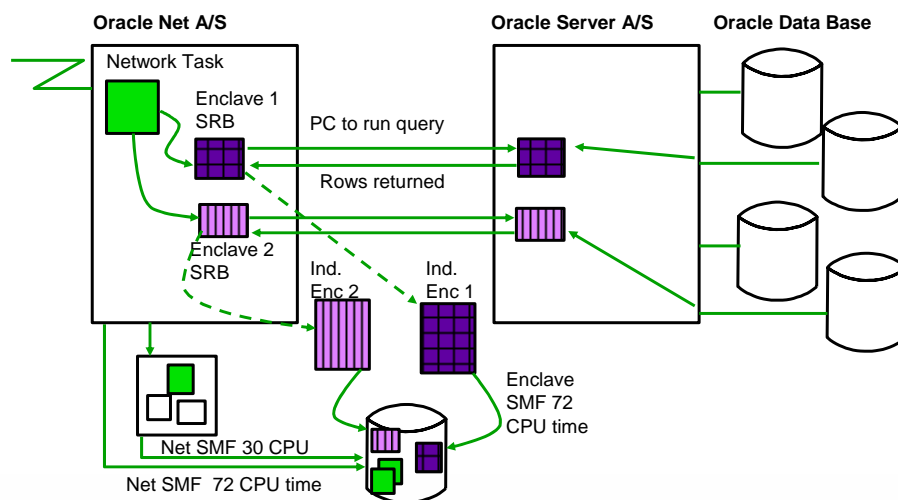 Oracle Net A/S
Oracle Server A/S
Oracle Data Base
Network Task
Enclave 1
SRB
PC to run query
Rows returned
Enclave 2
SRB
Ind.
Enc 2
Ind.
Enc 1
Enclave
SMF 72
CPU time
Net SMF 30 CPU
Net SMF  72 CPU time